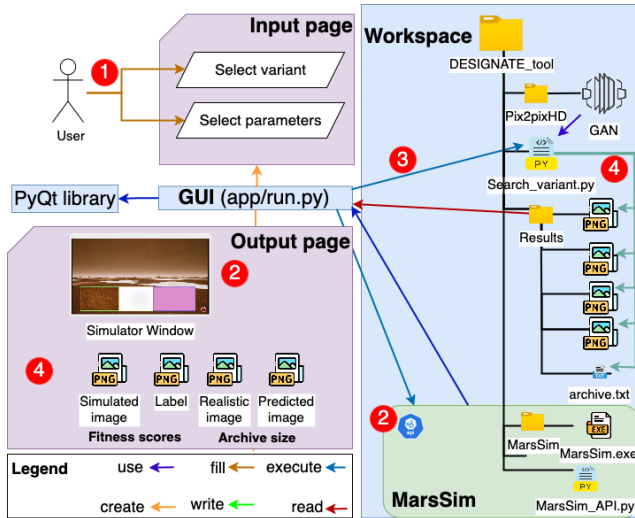 Input page
1
Select variant
Select parameters
User
PyQt library
GUI (app/run.py)
Output page
2
Simulator Window
4
PNG
PNG
PNG
PNG
Simulated
image
Label
Realistic
image
Predicted
image
Fitness scores
Archive size
Legend
use
fill
execute
create
write
read
Workspace
DESIGNATE_tool
Pix2pixHD
GAN
3
</>
PY
4
Search_variant.py
Results
PNG
PNG
PNG
PNG
TXT
archive.txt
2
api
MarsSim
EXE
MarsSim.exe
</>
PY
MarsSim
MarsSim_API.py